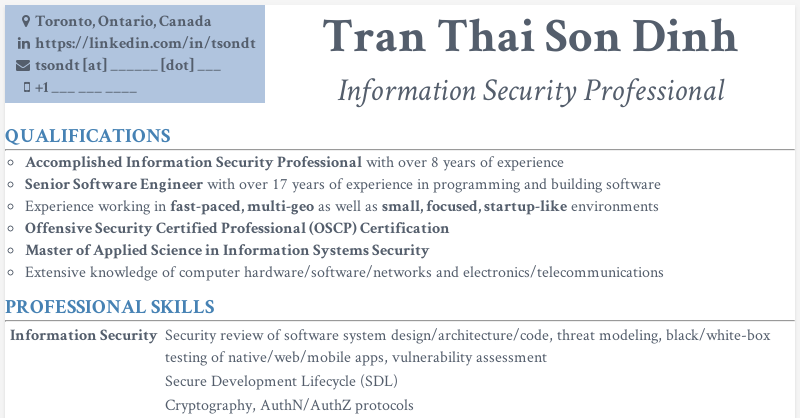 Toronto, Ontario, Canada
https://linkedin.com/in/tsondt
tsondt [at] ______ [dot] ___
+1 ___ ___ ____
Tran Thai Son Dinh
Information Security Professional
QUALIFICATIONS
Accomplished Information Security Professional with over 8 years of experience
Senior Software Engineer with over 17 years of experience in programming and building software
Experience working in fast-paced, multi-geo as well as small, focused, startup-like environments
Offensive Security Certified Professional (OSCP) Certification
Master of Applied Science in Information Systems Security
Extensive knowledge of computer hardware/software/networks and electronics/telecommunications
PROFESSIONAL SKILLS
Information Security Security review of software system design/architecture/code, threat modeling, black/white-box
testing of native/web/mobile apps, vulnerability assessment
Secure Development Lifecycle (SDL)
Cryptography, AuthN/AuthZ protocols